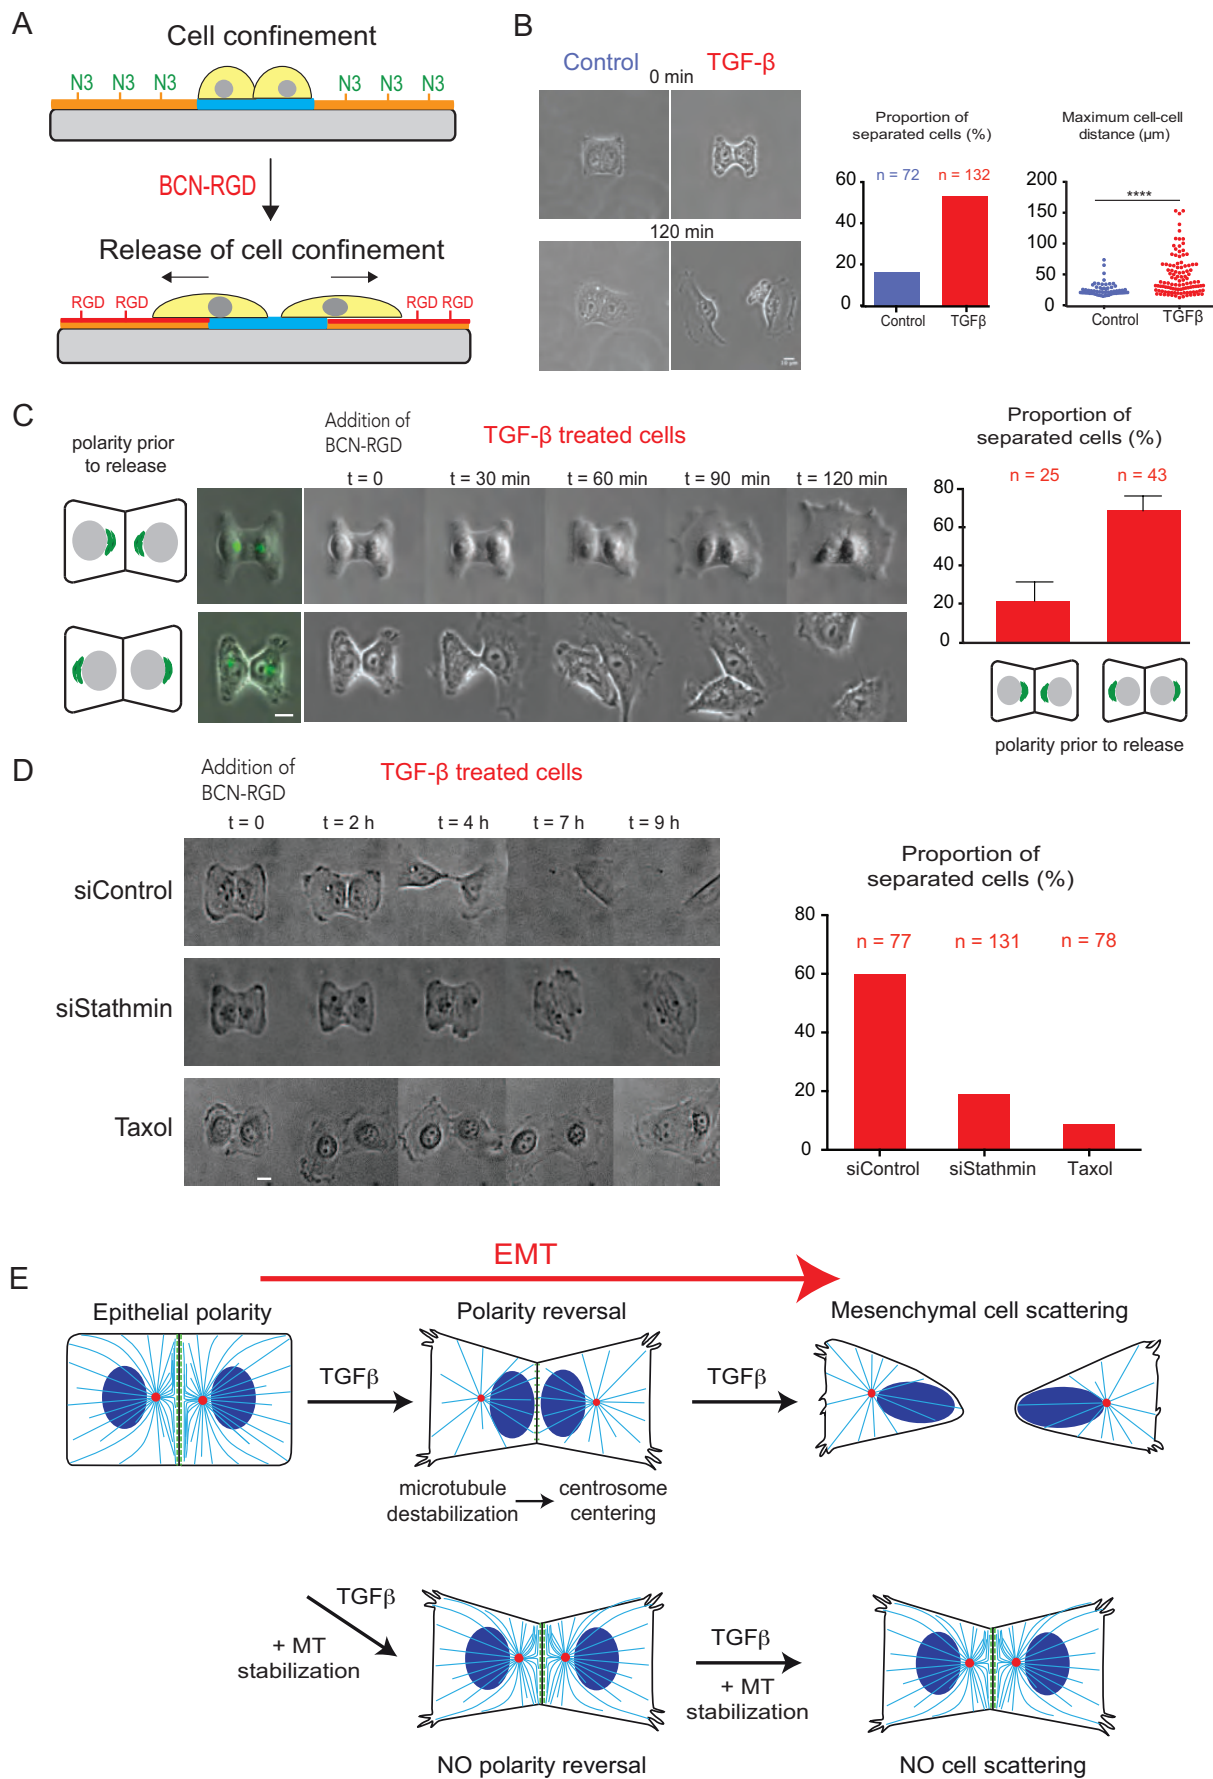 A
Cell confinement
N3 N3 N3 N3 N3 N3
BCN-RGD
Release of cell confinement
RGD RGD RGD RGD
B
Control TGF-β
0 min
120 min
10 µm
Proportion of
separated cells (%)
n = 72 n = 132
60
40
20
0
Control TGFβ
Maximum cell-cell
distance (µm)
200
****
150
100
50
0
Control TGFβ
C
polarity prior
to release
Addition of
BCN-RGD
TGF-β treated cells
t = 0 t = 30 min t = 60 min t = 90 min t = 120 min
Proportion of
separated cells (%)
n = 25 n = 43
80
60
40
20
0
polarity prior to release
D
Addition of
BCN-RGD
TGF-β treated cells
t = 0 t = 2 h t = 4 h t = 7 h t = 9 h
siControl
siStathmin
Taxol
Proportion of
separated cells (%)
80
n = 77 n = 131 n = 78
60
40
20
0
siControl siStathmin Taxol
E
EMT
Epithelial polarity Polarity reversal Mesenchymal cell scattering
TGFβ TGFβ
microtubule
destabilization
centrosome
centering
TGFβ
+ MT
stabilization
TGFβ
+ MT
stabilization
NO polarity reversal NO cell scattering